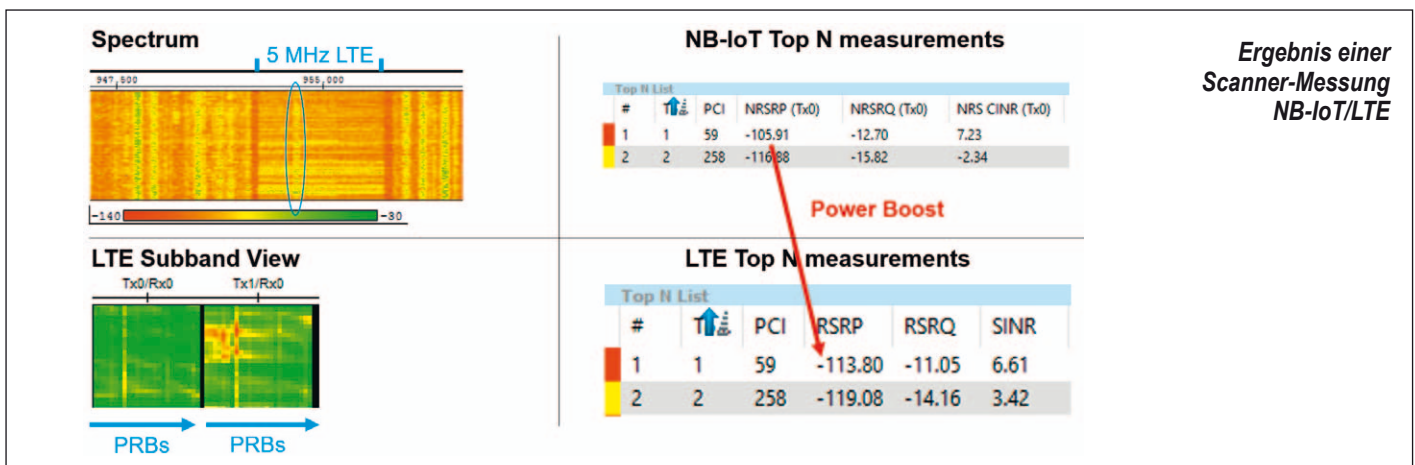 Spectrum
5 MHz LTE
947,500 955,000
-140 -30
NB-IoT Top N measurements
Top N List
# PCI NRSRP (Tx0) NRSRQ (Tx0) NRS CINR (Tx0)
1 1 59 -105.91 -12.70 7.23
2 2 258 -116.88 -15.82 -2.34
Power Boost
Ergebnis einer
Scanner-Messung
NB-IoT/LTE
LTE Subband View
Tx0/Rx0 Tx1/Rx0
PRBs PRBs
LTE Top N measurements
Top N List
# PCI RSRP RSRQ SINR
1 1 59 -113.80 -11.05 6.61
2 2 258 -119.08 -14.16 3.42